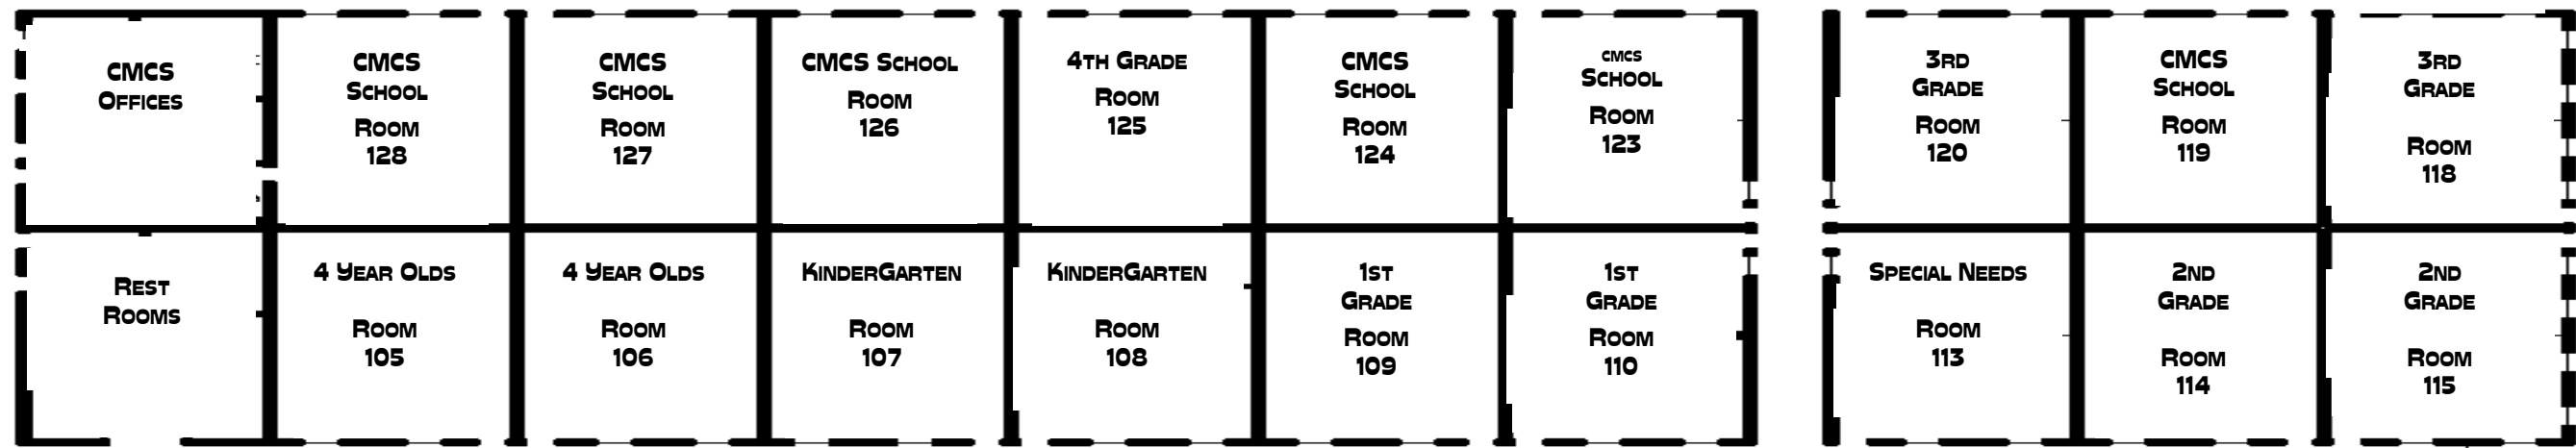 CMCS
Offices
CMCS
School
Room
128
CMCS
School
Room
127
CMCS School
Room
126
4th Grade
Room
125
CMCS
School
Room
124
CMCS
School
Room
123
3rd
Grade
Room
120
CMCS
School
Room
119
3rd
Grade
Room
118
Rest
Rooms
4 Year Olds
Room
105
4 Year Olds
Room
106
KinderGarten
Room
107
KinderGarten
Room
108
1st
Grade
Room
109
1st
Grade
Room
110
Special Needs
Room
113
2nd
Grade
Room
114
2nd
Grade
Room
115